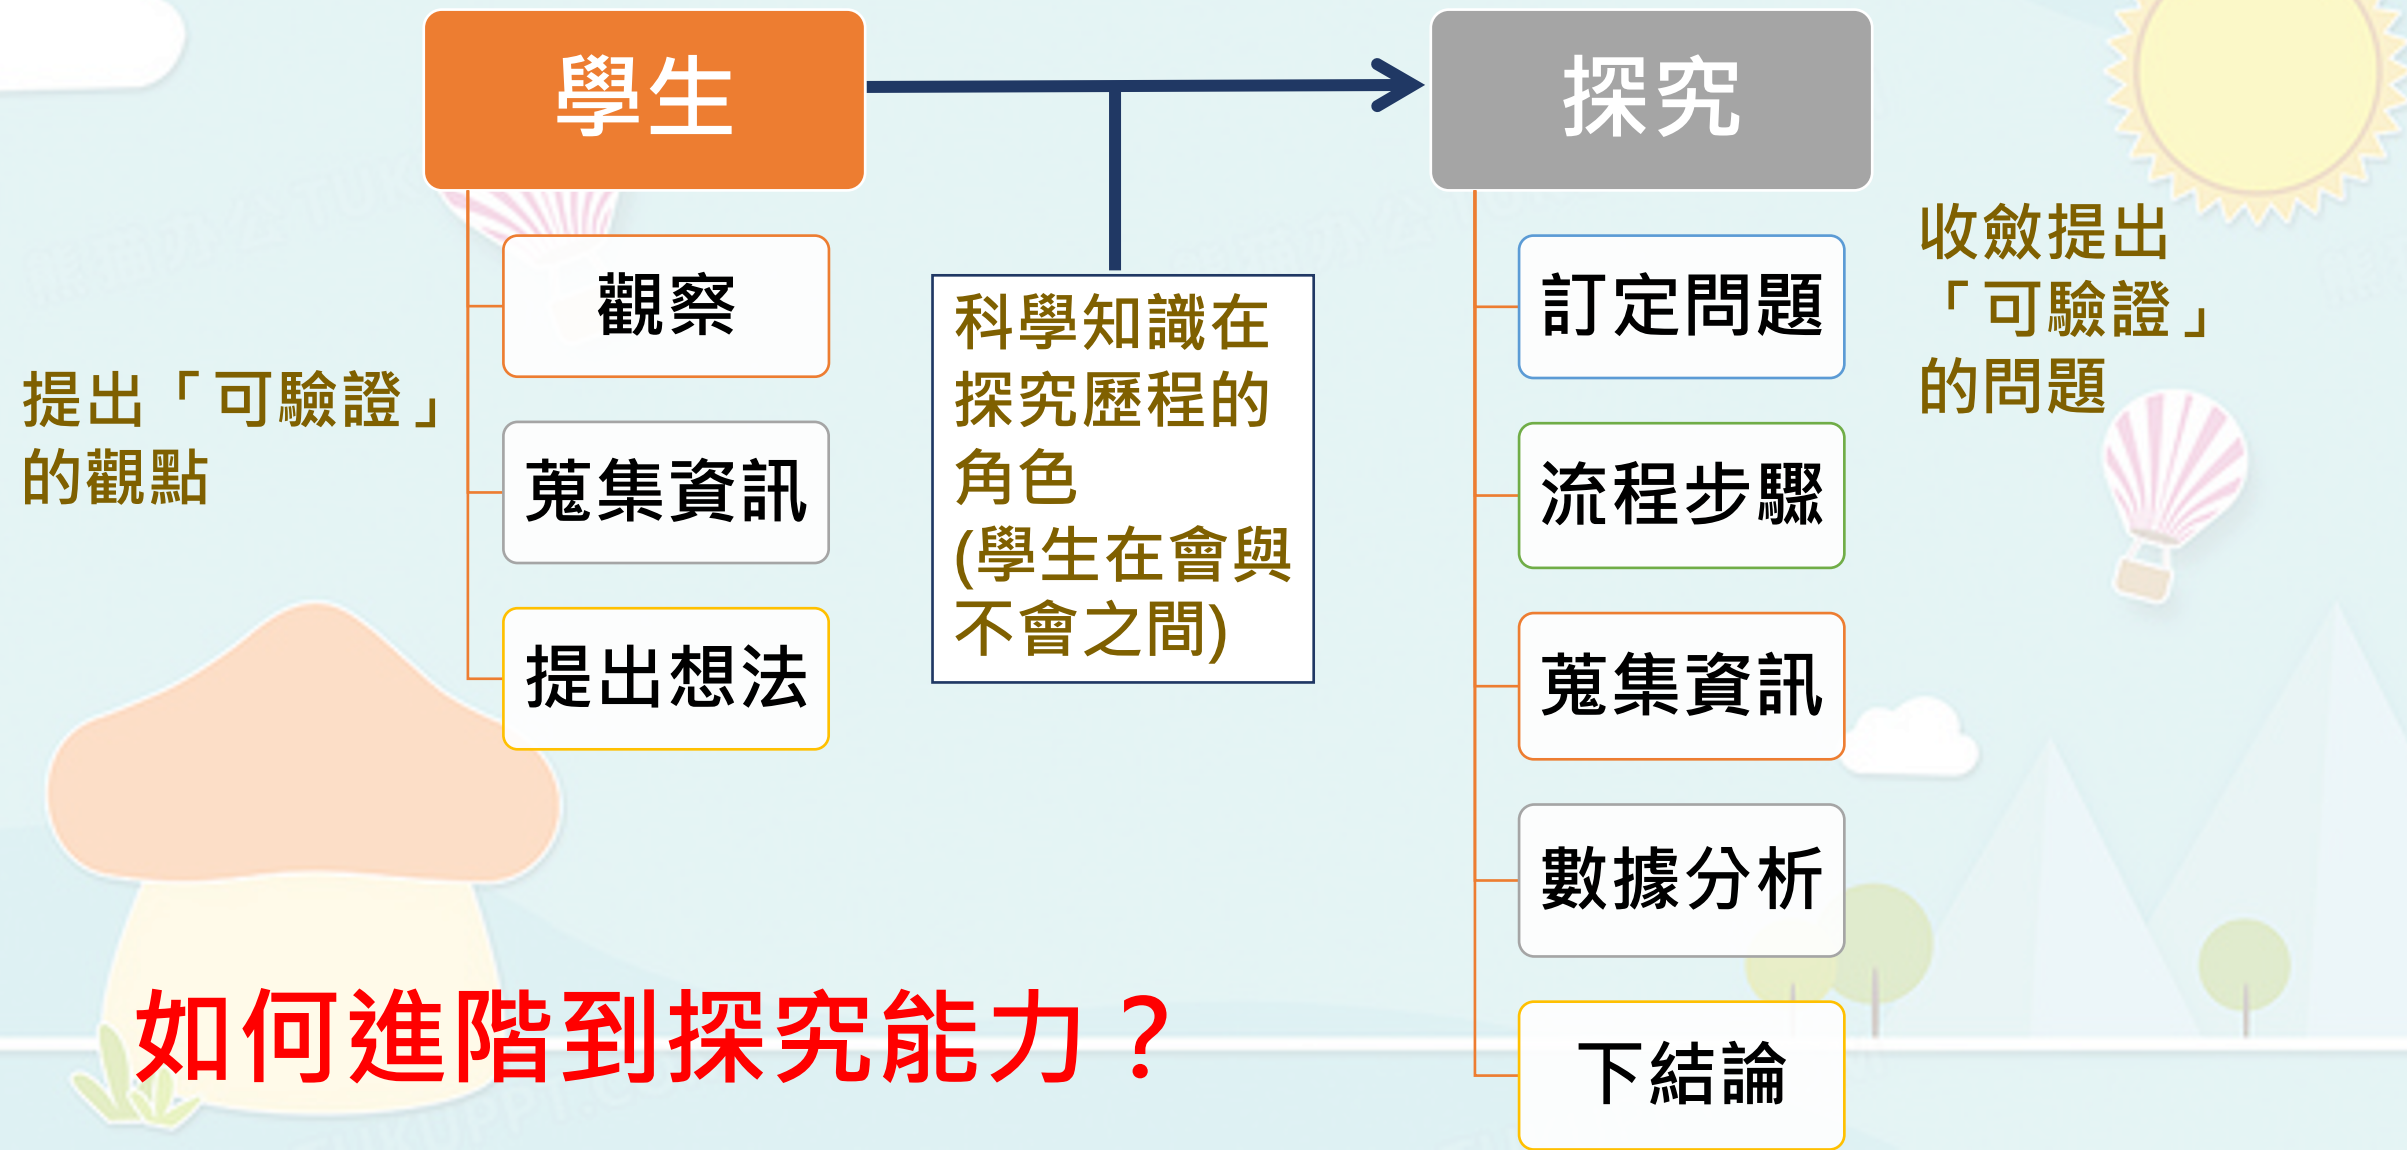 學生
觀察
蒐集資訊
提出想法
提出「可驗證」
的觀點
科學知識在
探究歷程的
角色
(學生在會與
不會之間)
探究
訂定問題
流程步驟
蒐集資訊
數據分析
下結論
收斂提出
「可驗證」
的問題
如何進階到探究能力？